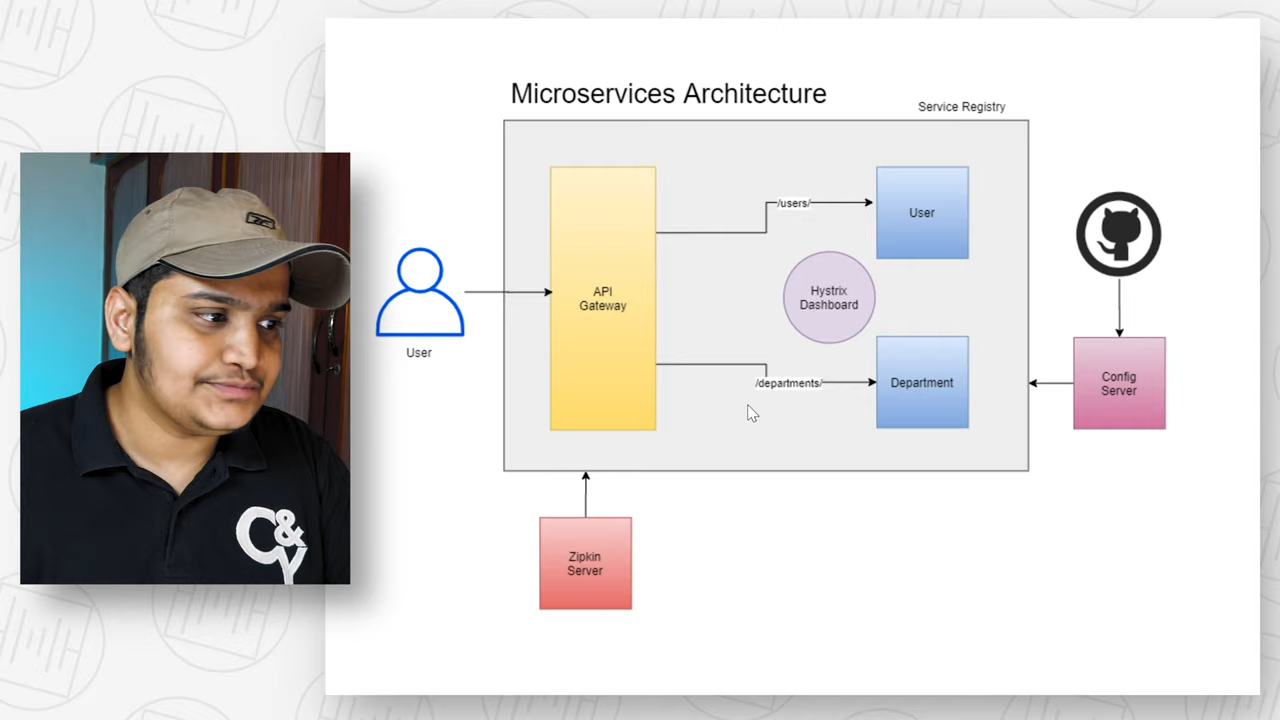 Microservices Architecture
Service Registry
/users/
User
API
Gateway
Hystrix
Dashboard
User
/departments/
Department
Config
Server
Zipkin
Server
C&Y